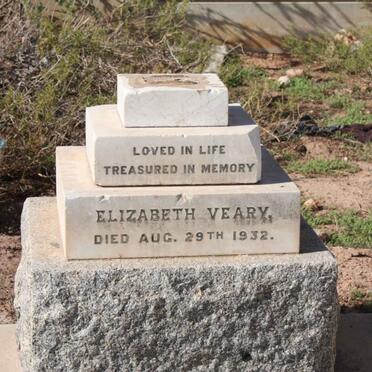 LOVED IN LIFE
TREASURED IN MEMORY
ELIZABETH VEARY,
DIED AUG. 29TH 1932.